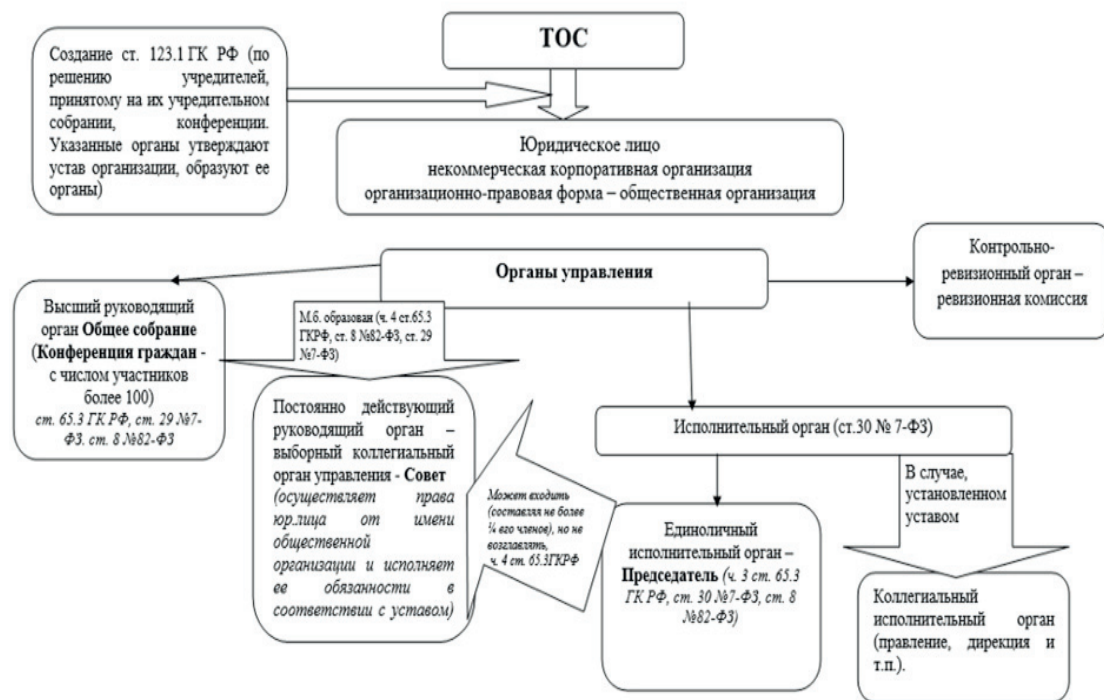 ТОС
Создание ст. 123.1 ГК РФ (по
решению учредителей,
принятому на их учредительном
собрании, конференции.
Указанные органы утверждают
устав организации, образуют ее
органы)
Юридическое лицо
некоммерческая корпоративная организация
организационно-правовая форма – общественная организация
Органы управления
Контрольно-
ревизионный орган –
ревизионная комиссия
Высший руководящий
орган Общее собрание
(Конференция граждан -
с числом участников
более 100)
ст. 65.3 ГК РФ, ст. 29 №7-
ФЗ. ст. 8 №82-ФЗ
М.б. образован (ч. 4 ст.65.3
ГКРФ, ст. 8 №82-ФЗ, ст. 29
№7-ФЗ)
Постоянно действующий
руководящий орган –
выборный коллегиальный
орган управления - Совет
(осуществляет права
юр.лица от имени
общественной
организации и исполняет
ее обязанности в
соответствии с уставом)
Может входить
(составляя не более
¼ его членов), но не
возглавлять,
ч. 4 ст. 65.3ГКРФ
Исполнительный орган (ст.30 № 7-ФЗ)
Единоличный
исполнительный орган –
Председатель (ч. 3 ст. 65.3
ГК РФ, ст. 30 №7-ФЗ, ст. 8
№82-ФЗ)
В случае,
установленном
уставом
Коллегиальный
исполнительный орган
(правление, дирекция и
т.п.).